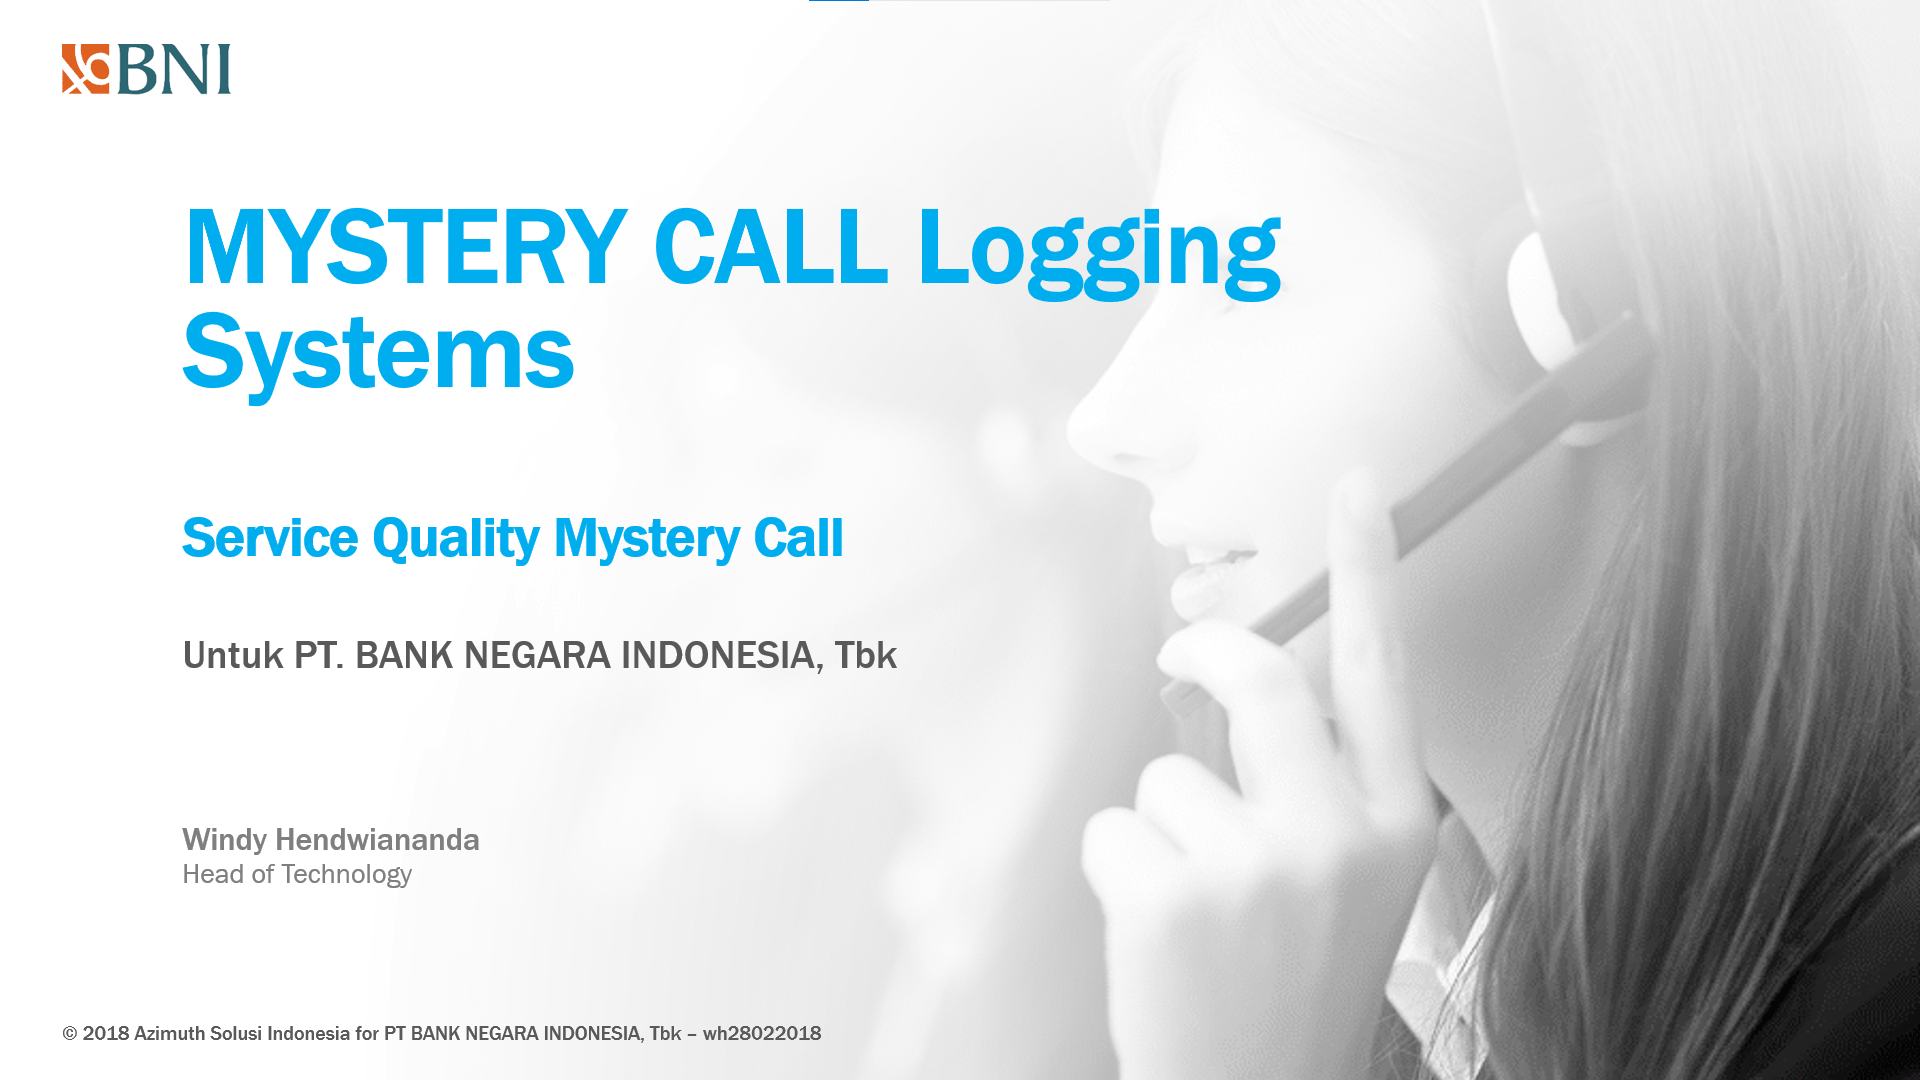 BNI
MYSTERY CALL Logging
Systems
Service Quality Mystery Call
Untuk PT. BANK NEGARA INDONESIA, Tbk
Windy Hendwiananda
Head of Technology
© 2018 Azimuth Solusi Indonesia for PT BANK NEGARA INDONESIA, Tbk – wh28022018